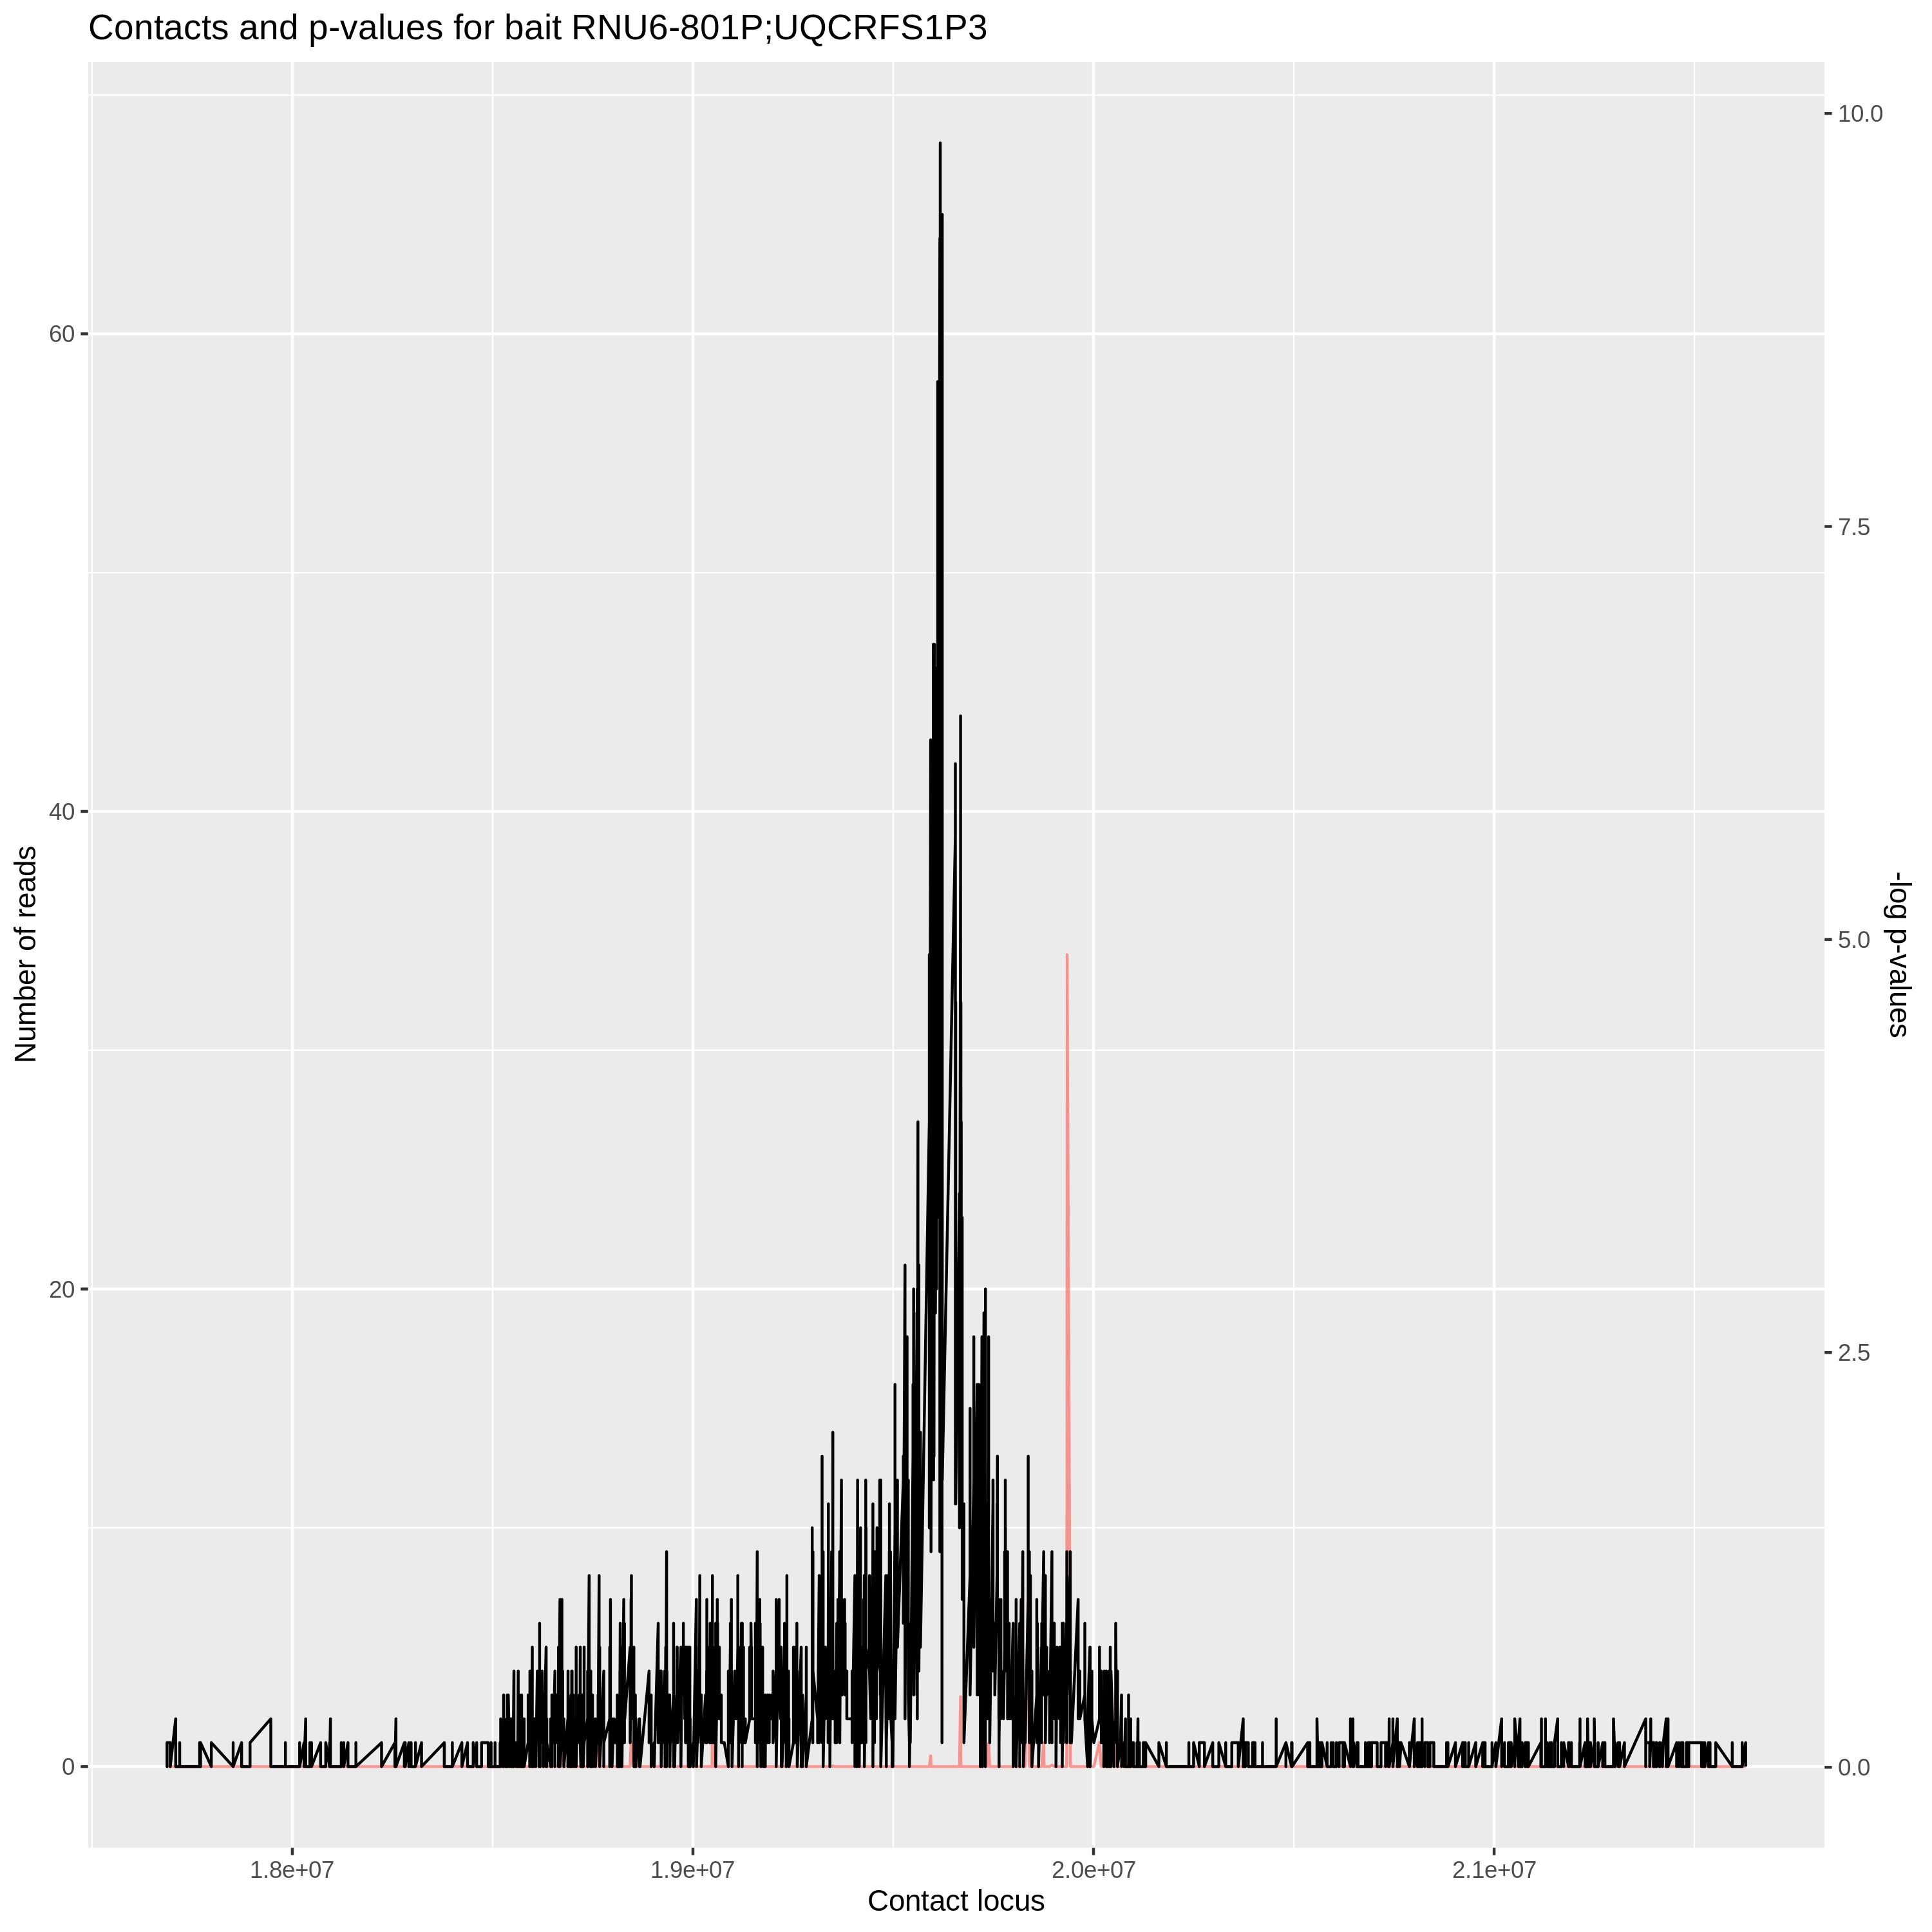 Contacts and p-values for bait RNU6-801P;UQCRFS1P3
60
40
20
0
Number of reads
10.0
7.5
5.0
2.5
0.0
-log p-values
1.8e+07
1.9e+07
2.0e+07
2.1e+07
Contact locus